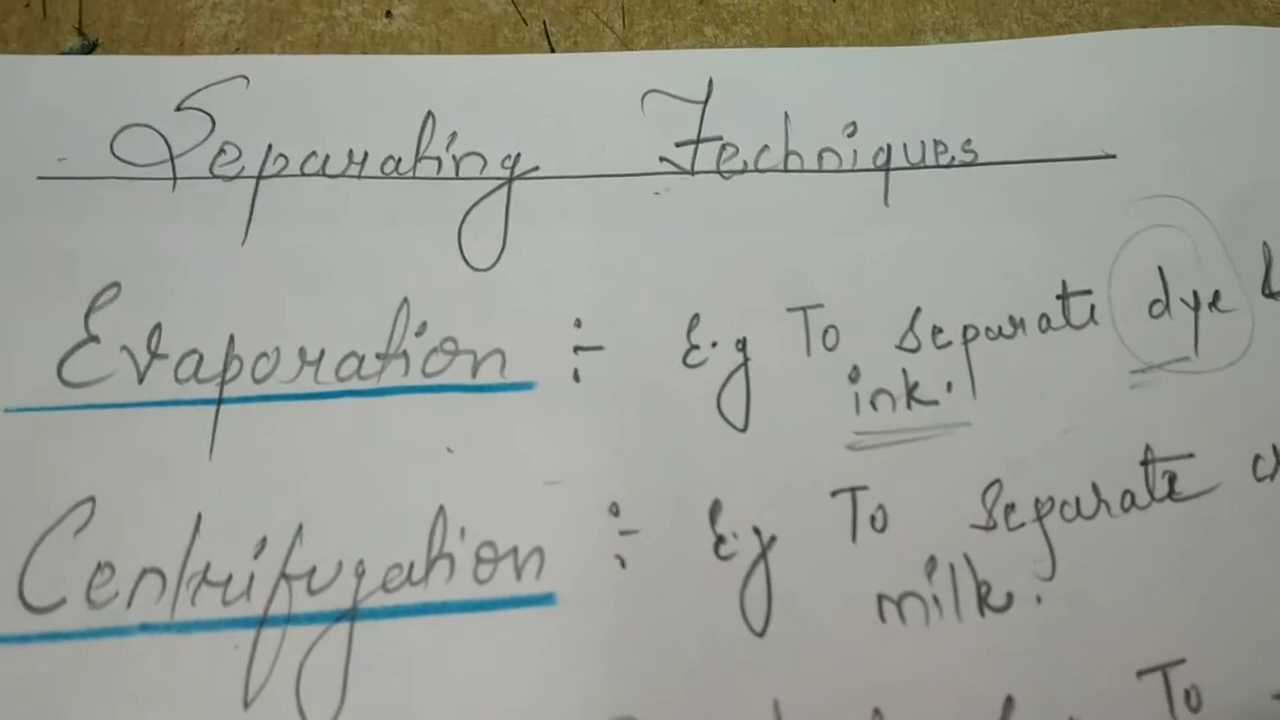 Separating Techniques
Evaporation :- E.g To separate dye
ink.
Centrifugation :- E.g To separate
milk.
To